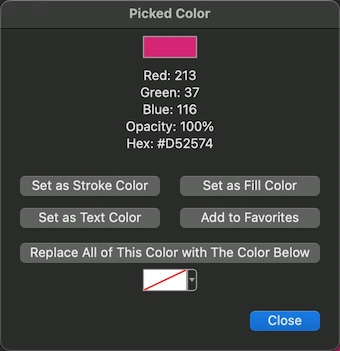 Picked Color
Red: 213
Green: 37
Blue: 116
Opacity: 100%
Hex: #D52574
Set as Stroke Color
Set as Fill Color
Set as Text Color
Add to Favorites
Replace All of This Color with The Color Below
Close